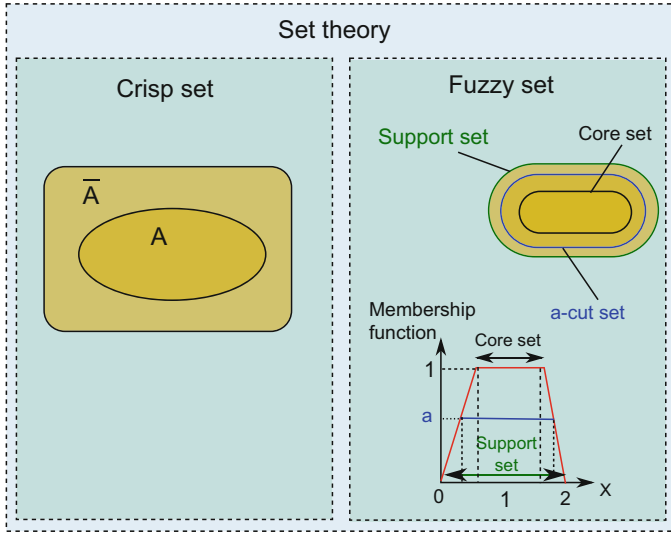 Set theory
Crisp set
A̅
A
Fuzzy set
Support set
Core set
a-cut set
Membership
function
Core set
1
a
Support
set
0
1
2
X